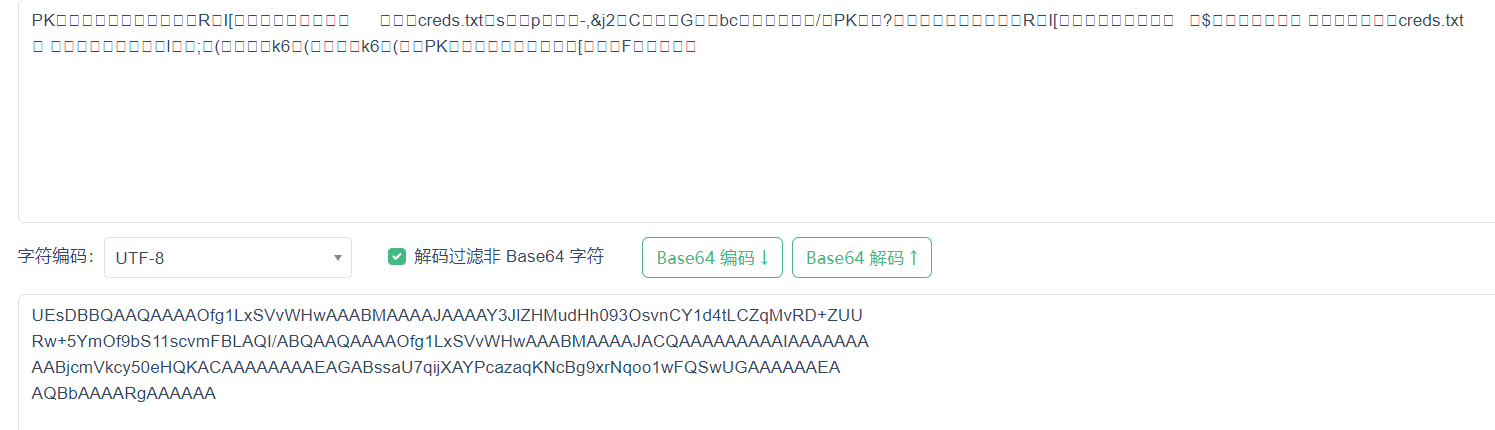 PK□□□□□□□□□□□R□I[□□□□□□□□□ □□□creds.txt□s□□p□□□-,&j2□C□□□G□□bc□□□□□□/□PK□□?□□□□□□□□□□R□I[□□□□□□□□□ □$□□□□□□□ □□□□□□□creds.txt
□ □□□□□□□□□l□□;□(□□□□k6□(□□□□k6□(□□PK□□□□□□□□□□[□□□F□□□□□
字符编码: UTF-8 解码过滤非 Base64 字符 Base64 编码↓ Base64 解码↑
UEsDBBQAAQAAAAOfg1LxSVvWHwAAABMAAAAJAAAAY3JlZHMudHh093OsvnCY1d4tLCZqMvRD+ZUU
Rw+5YmOf9bS11scvmFBLAQI/ABQAAQAAAAOfg1LxSVvWHwAAABMAAAAJACQAAAAAAAAAIAAAAAAA
AABjcmVkcy50eHQKACAAAAAAAAEAGABssaU7qijXAYPcazaqKNcBg9xrNqoo1wFQSwUGAAAAAAEA
AQBbAAAARgAAAAAA